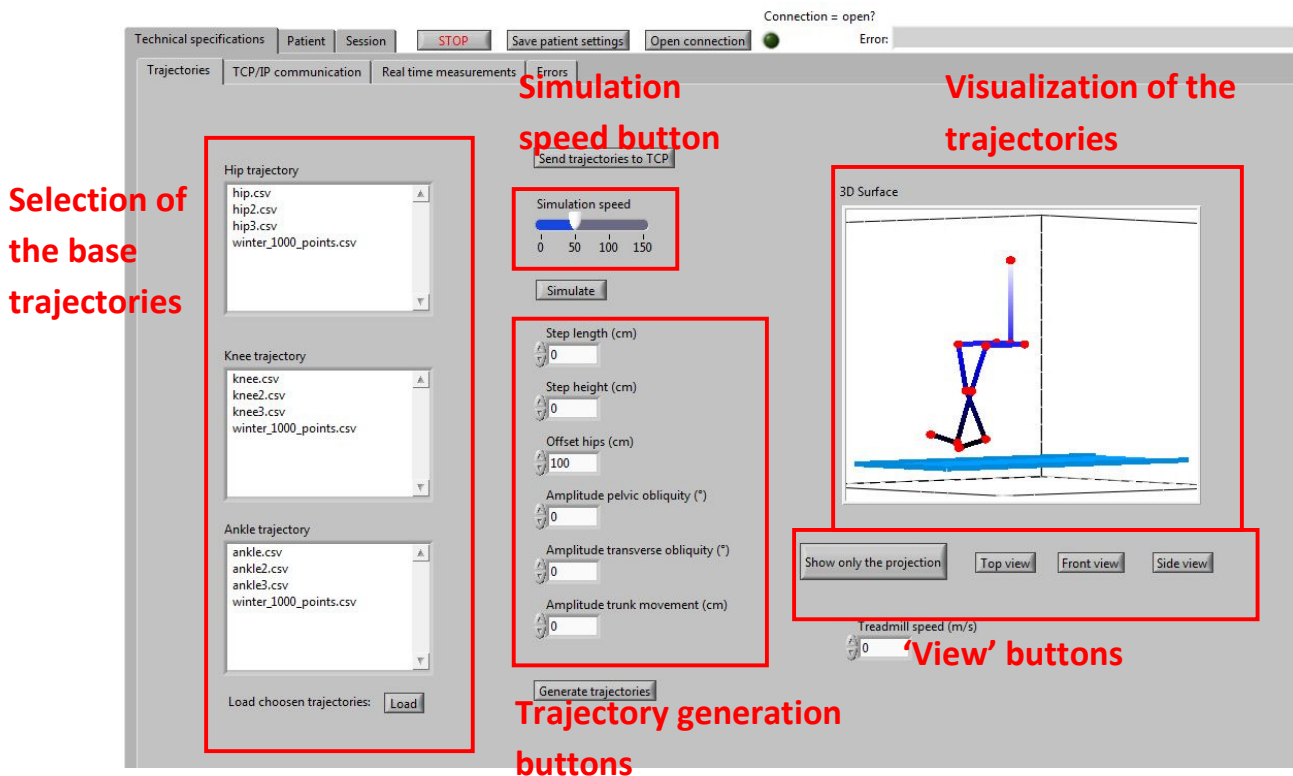 Connection = open?
Technical specifications Patient Session STOP Save patient settings Open connection Error:
Trajectories TCP/IP communication Real time measurements Errors
Simulation
speed button
Visualization of the
trajectories
Send trajectories to TCP
Selection of
the base
trajectories
Hip trajectory
hip.csv
hip2.csv
hip3.csv
winter_1000_points.csv
Knee trajectory
knee.csv
knee2.csv
knee3.csv
winter_1000_points.csv
Ankle trajectory
ankle.csv
ankle2.csv
ankle3.csv
winter_1000_points.csv
Load choosen trajectories: Load
Simulation speed
0 50 100 150
Simulate
Step length (cm)
0
Step height (cm)
0
Offset hips (cm)
100
Amplitude pelvic obliquity (°)
0
Amplitude transverse obliquity (°)
0
Amplitude trunk movement (cm)
0
Generate trajectories
Trajectory generation
buttons
3D Surface
Show only the projection Top view Front view Side view
Treadmill speed (m/s)
0
‘View’ buttons